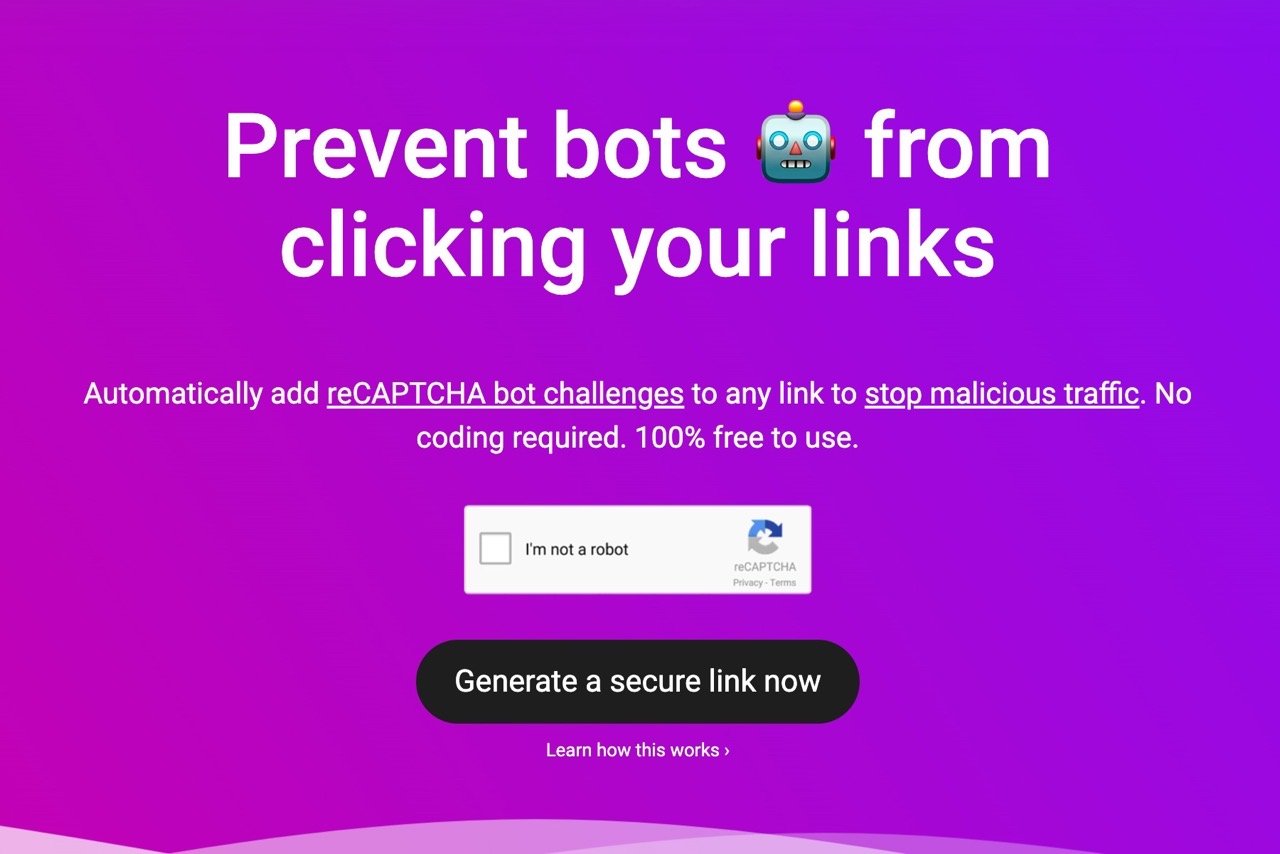 Prevent bots 🤖 from
clicking your links
Automatically add reCAPTCHA bot challenges to any link to stop malicious traffic. No
coding required. 100% free to use.
I'm not a robot
reCAPTCHA
Privacy - Terms
Generate a secure link now
Learn how this works ›